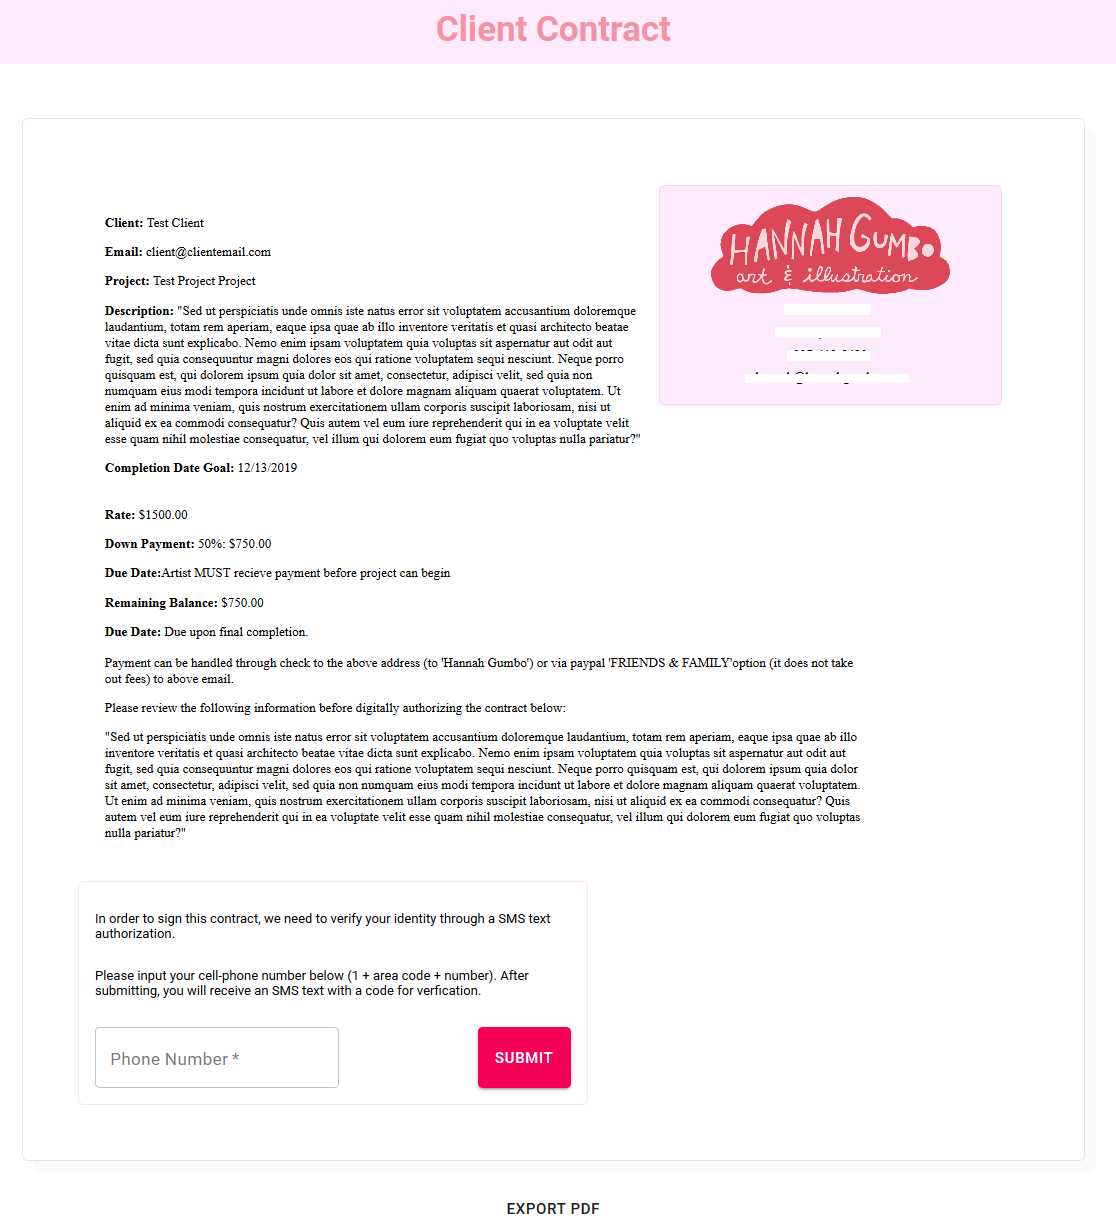 Client Contract
HANNAH GUMBO
art & illustration
Client: Test Client
Email: client@clientemail.com
Project: Test Project Project
Description: "Sed ut perspiciatis unde omnis iste natus error sit voluptatem accusantium doloremque
laudantium, totam rem aperiam, eaque ipsa quae ab illo inventore veritatis et quasi architecto beatae
vitae dicta sunt explicabo. Nemo enim ipsam voluptatem quia voluptas sit aspernatur aut odit aut
fugit, sed quia consequuntur magni dolores eos qui ratione voluptatem sequi nesciunt. Neque porro
quisquam est, qui dolorem ipsum quia dolor sit amet, consectetur, adipisci velit, sed quia non
numquam eius modi tempora incidunt ut labore et dolore magnam aliquam quaerat voluptatem. Ut
enim ad minima veniam, quis nostrum exercitationem ullam corporis suscipit laboriosam, nisi ut
aliquid ex ea commodi consequatur? Quis autem vel eum iure reprehenderit qui in ea voluptate velit
esse quam nihil molestiae consequatur, vel illum qui dolorem eum fugiat quo voluptas nulla pariatur?"
Completion Date Goal: 12/13/2019
Rate: $1500.00
Down Payment: 50%: $750.00
Due Date:Artist MUST recieve payment before project can begin
Remaining Balance: $750.00
Due Date: Due upon final completion.
Payment can be handled through check to the above address (to 'Hannah Gumbo') or via paypal 'FRIENDS & FAMILY'option (it does not take
out fees) to above email.
Please review the following information before digitally authorizing the contract below:
"Sed ut perspiciatis unde omnis iste natus error sit voluptatem accusantium doloremque laudantium, totam rem aperiam, eaque ipsa quae ab illo
inventore veritatis et quasi architecto beatae vitae dicta sunt explicabo. Nemo enim ipsam voluptatem quia voluptas sit aspernatur aut odit aut
fugit, sed quia consequuntur magni dolores eos qui ratione voluptatem sequi nesciunt. Neque porro quisquam est, qui dolorem ipsum quia dolor
sit amet, consectetur, adipisci velit, sed quia non numquam eius modi tempora incidunt ut labore et dolore magnam aliquam quaerat voluptatem.
Ut enim ad minima veniam, quis nostrum exercitationem ullam corporis suscipit laboriosam, nisi ut aliquid ex ea commodi consequatur? Quis
autem vel eum iure reprehenderit qui in ea voluptate velit esse quam nihil molestiae consequatur, vel illum qui dolorem eum fugiat quo voluptas
nulla pariatur?"
In order to sign this contract, we need to verify your identity through a SMS text
authorization.
Please input your cell-phone number below (1 + area code + number). After
submitting, you will receive an SMS text with a code for verfication.
Phone Number *
SUBMIT
EXPORT PDF